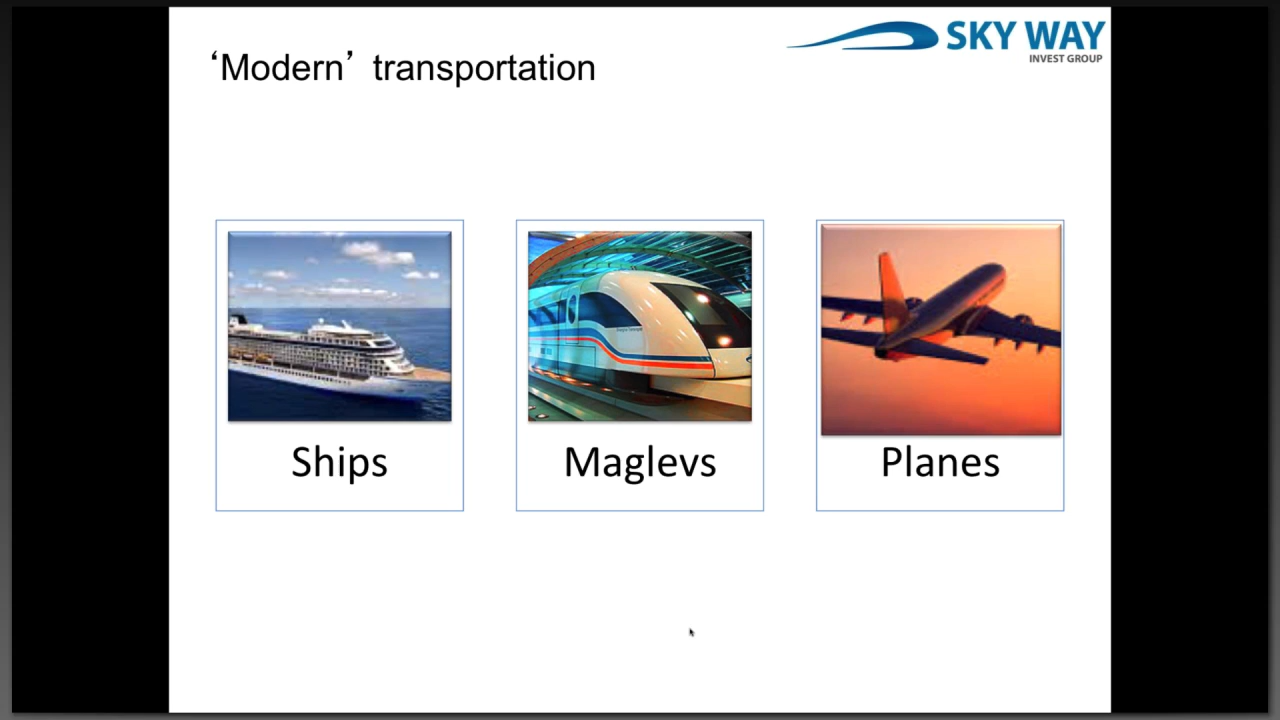 ‘Modern’ transportation
SKY WAY
INVEST GROUP
Ships
Maglevs
Planes